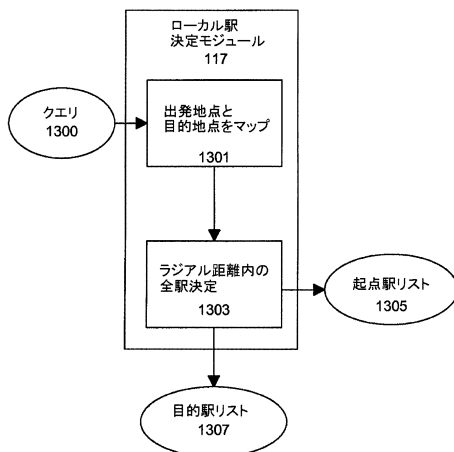 ローカル駅
決定モジュール
117
クエリ
1300
出発地点と
目的地点をマップ
1301
ラジアル距離内の
全駅決定
1303
起点駅リスト
1305
目的駅リスト
1307